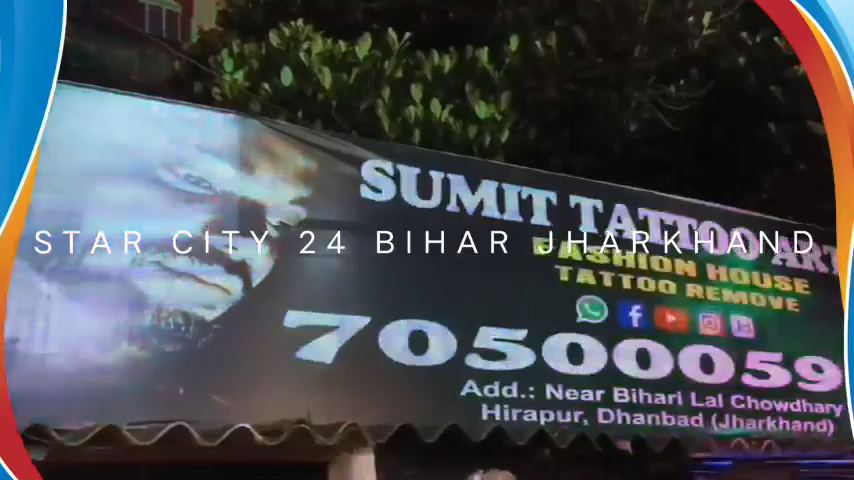 SUMIT TATTOO ART
STAR CITY 24 BIHAR JHARKHAND
FASHION HOUSE
TATTOO REMOVE
70500059
Add.: Near Bihari Lal Chowdhary
Hirapur, Dhanbad (Jharkhand)